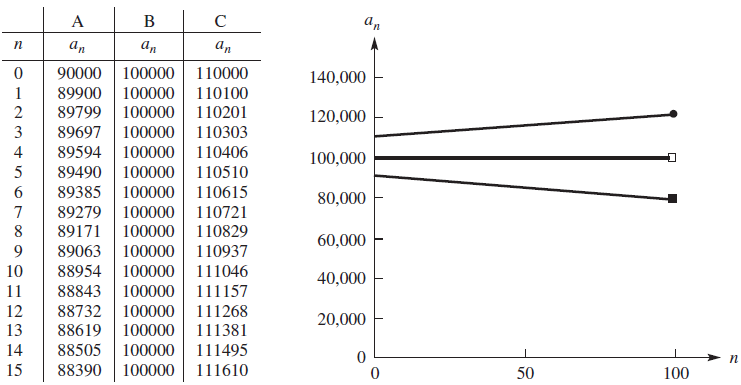 A B C
n aₙ aₙ aₙ
0 90000 100000 110000
1 89900 100000 110100
2 89799 100000 110201
3 89697 100000 110303
4 89594 100000 110406
5 89490 100000 110510
6 89385 100000 110615
7 89279 100000 110721
8 89171 100000 110829
9 89063 100000 110937
10 88954 100000 111046
11 88843 100000 111157
12 88732 100000 111268
13 88619 100000 111381
14 88505 100000 111495
15 88390 100000 111610
aₙ
140,000
120,000
100,000
80,000
60,000
40,000
20,000
0
0 50 100
n